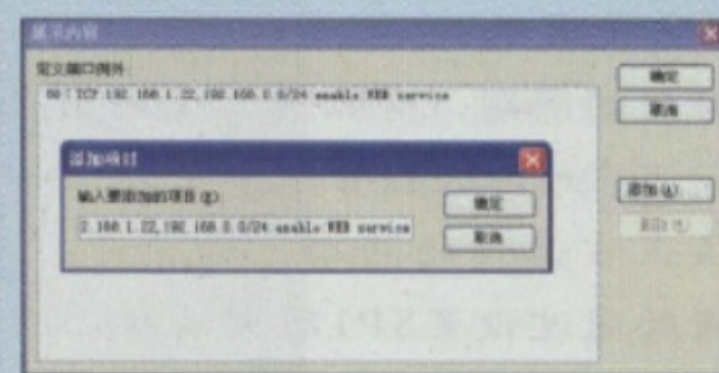 显示内容
定义端口例外:
确定
80:TCP:192.168.1.22,192.168.0.0/24 enable WEB service
取消
添加项目
输入要添加的项目(P):
确定
2.168.1.22,192.168.0.0/24 enable WEB service
取消
添加(A)...
删除(R)